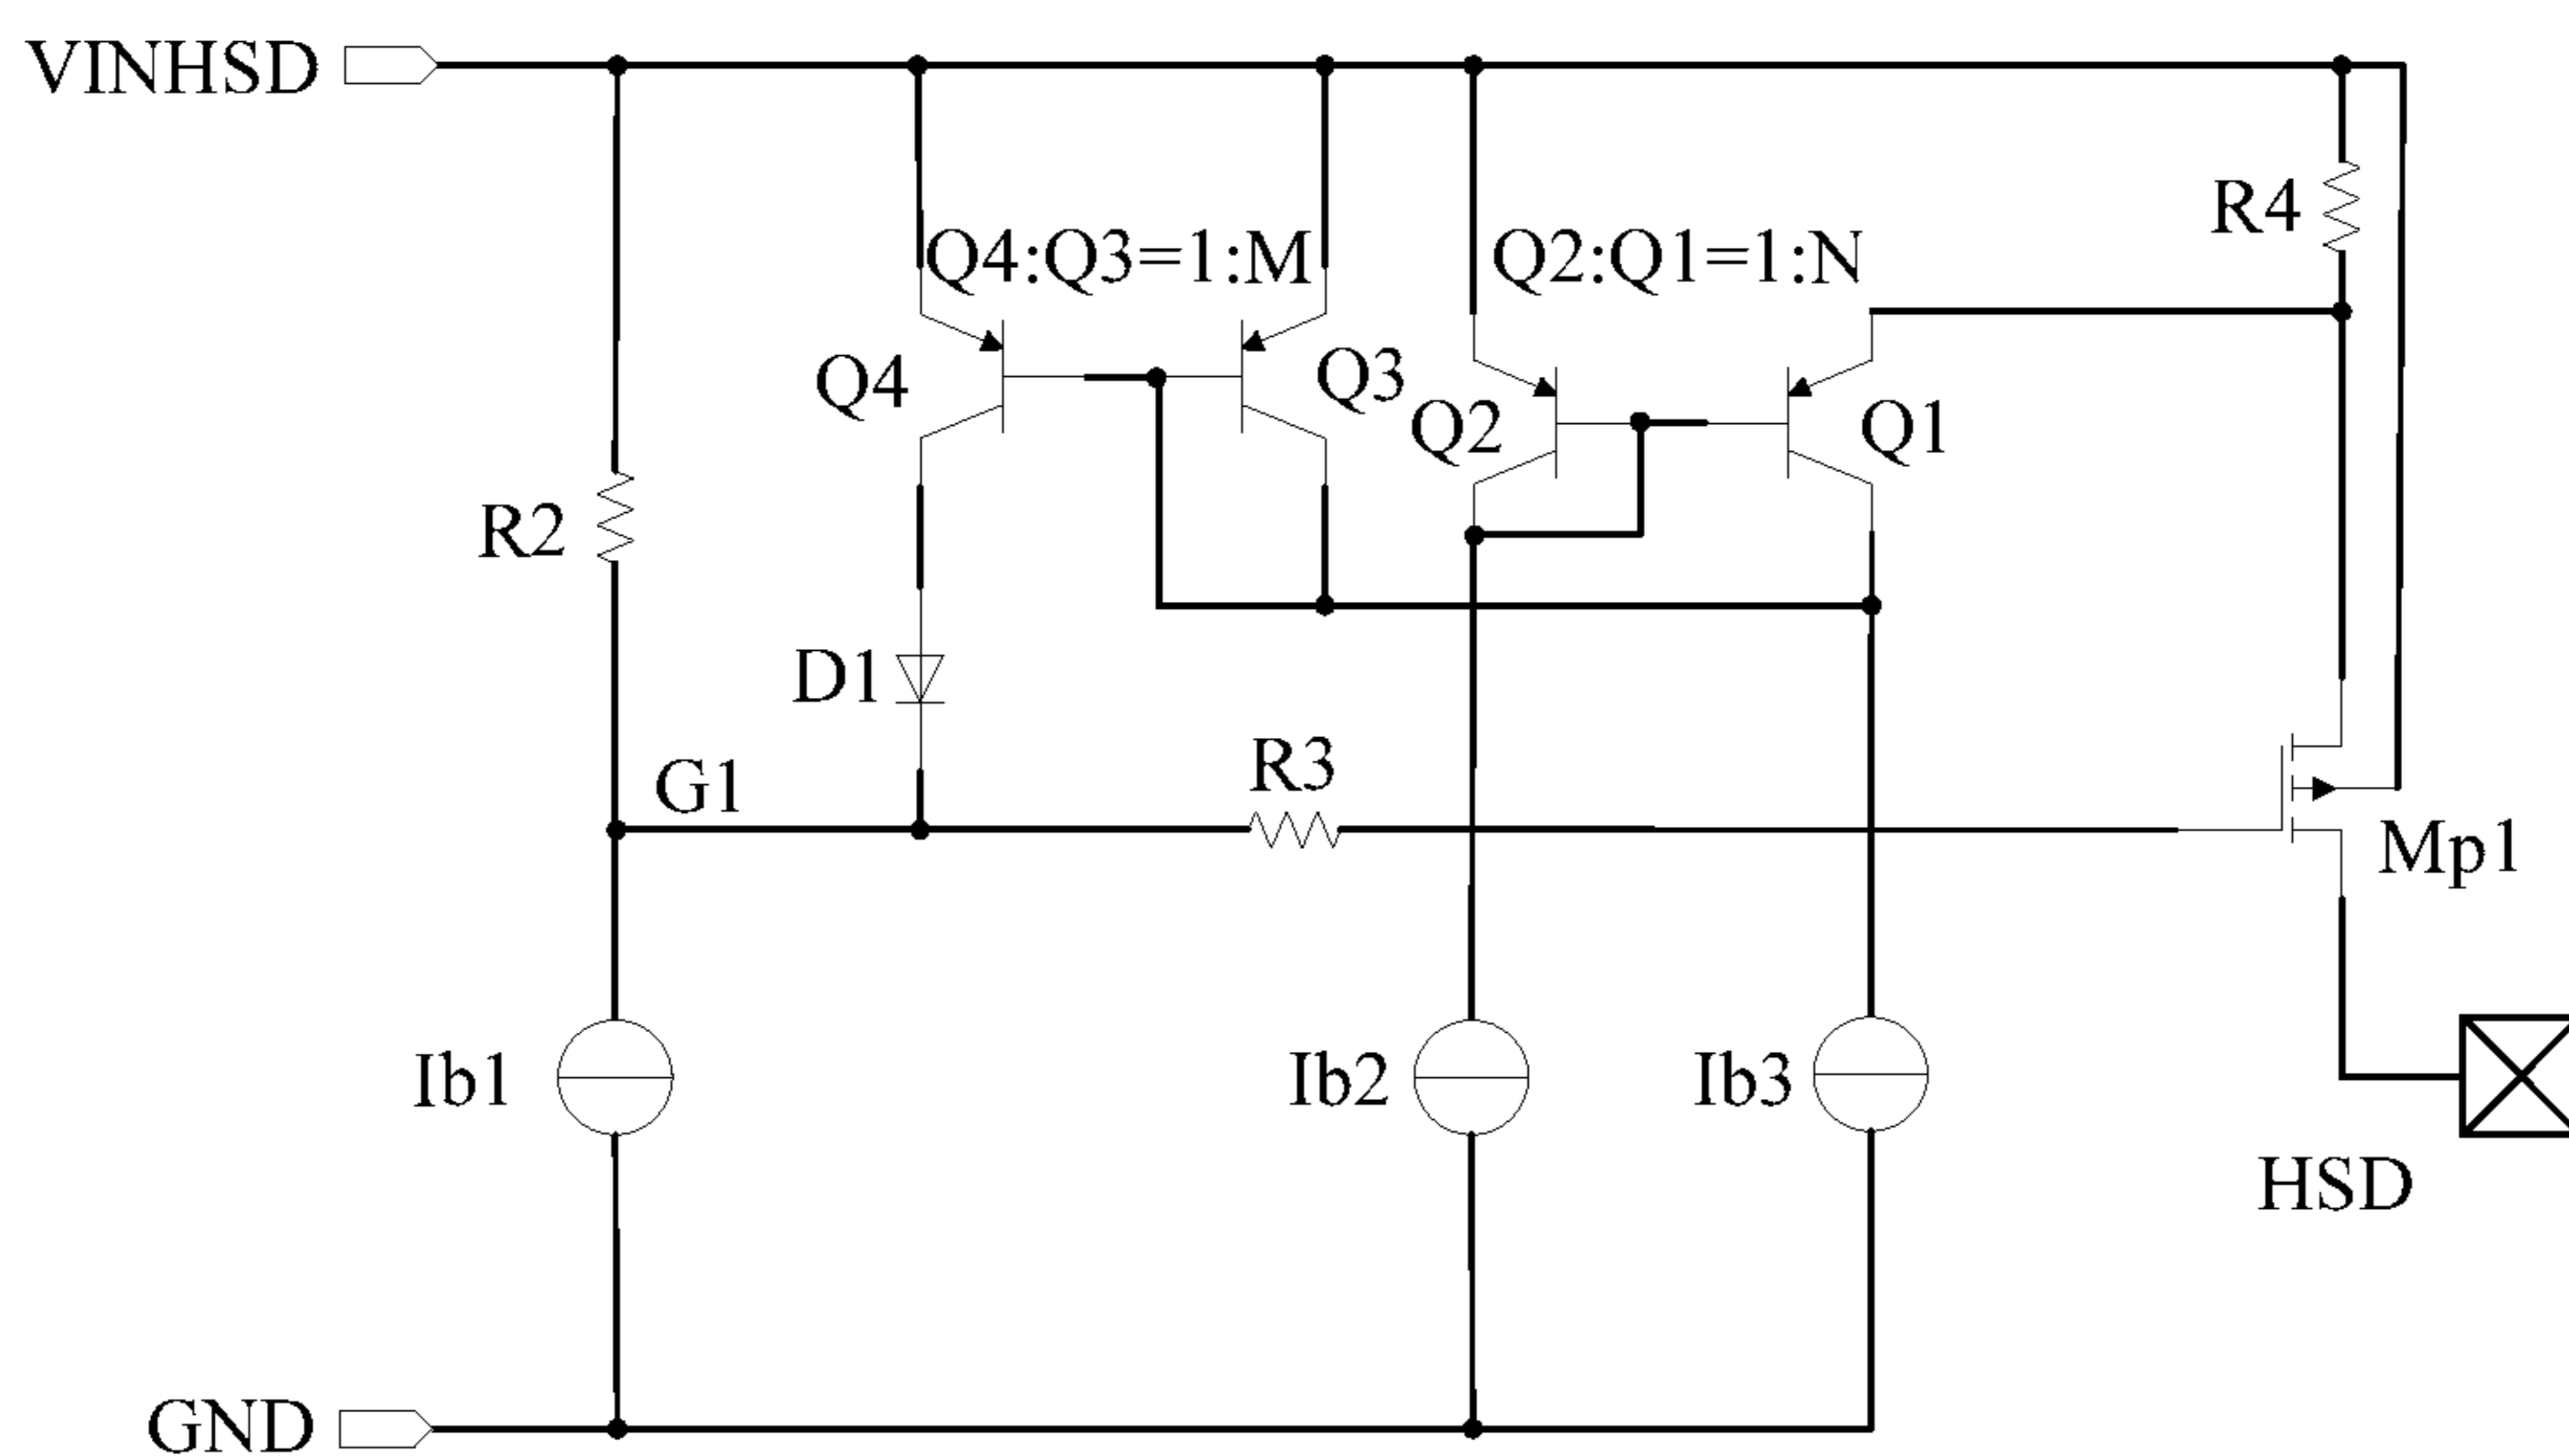 VINHSD
R4
Q4:Q3=1:M
Q2:Q1=1:N
Q4
Q3
Q2
Q1
R2
D1
G1
R3
Mp1
Ib1
Ib2
Ib3
HSD
GND